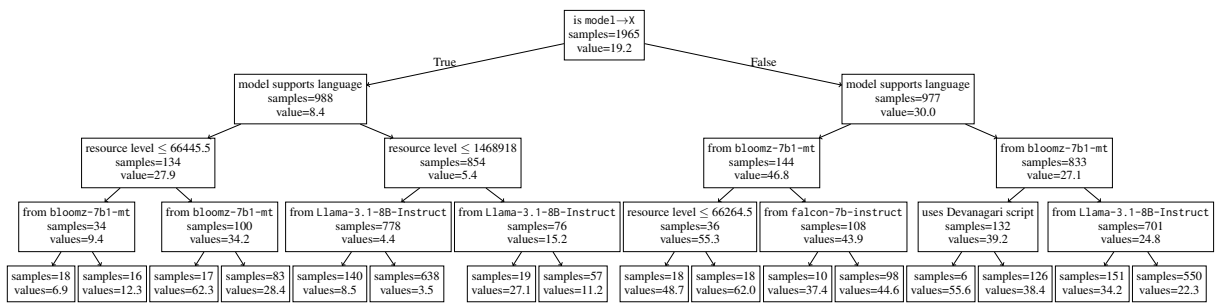 is model→X
samples=1965
value=19.2
True
False
model supports language
samples=988
value=8.4
model supports language
samples=977
value=30.0
resource level ≤ 66445.5
samples=134
value=27.9
resource level ≤ 1468918
samples=854
value=5.4
from bloomz-7b1-mt
samples=144
value=46.8
from bloomz-7b1-mt
samples=833
value=27.1
from bloomz-7b1-mt
samples=34
values=9.4
from bloomz-7b1-mt
samples=100
values=34.2
from Llama-3.1-8B-Instruct
samples=778
values=4.4
from Llama-3.1-8B-Instruct
samples=76
values=15.2
resource level ≤ 66264.5
samples=36
values=55.3
from falcon-7b-instruct
samples=108
values=43.9
uses Devanagari script
samples=132
values=39.2
from Llama-3.1-8B-Instruct
samples=701
values=24.8
samples=18
values=6.9
samples=16
values=12.3
samples=17
values=62.3
samples=83
values=28.4
samples=140
values=8.5
samples=638
values=3.5
samples=19
values=27.1
samples=57
values=11.2
samples=18
values=48.7
samples=18
values=62.0
samples=10
values=37.4
samples=98
values=44.6
samples=6
values=55.6
samples=126
values=38.4
samples=151
values=34.2
samples=550
values=22.3